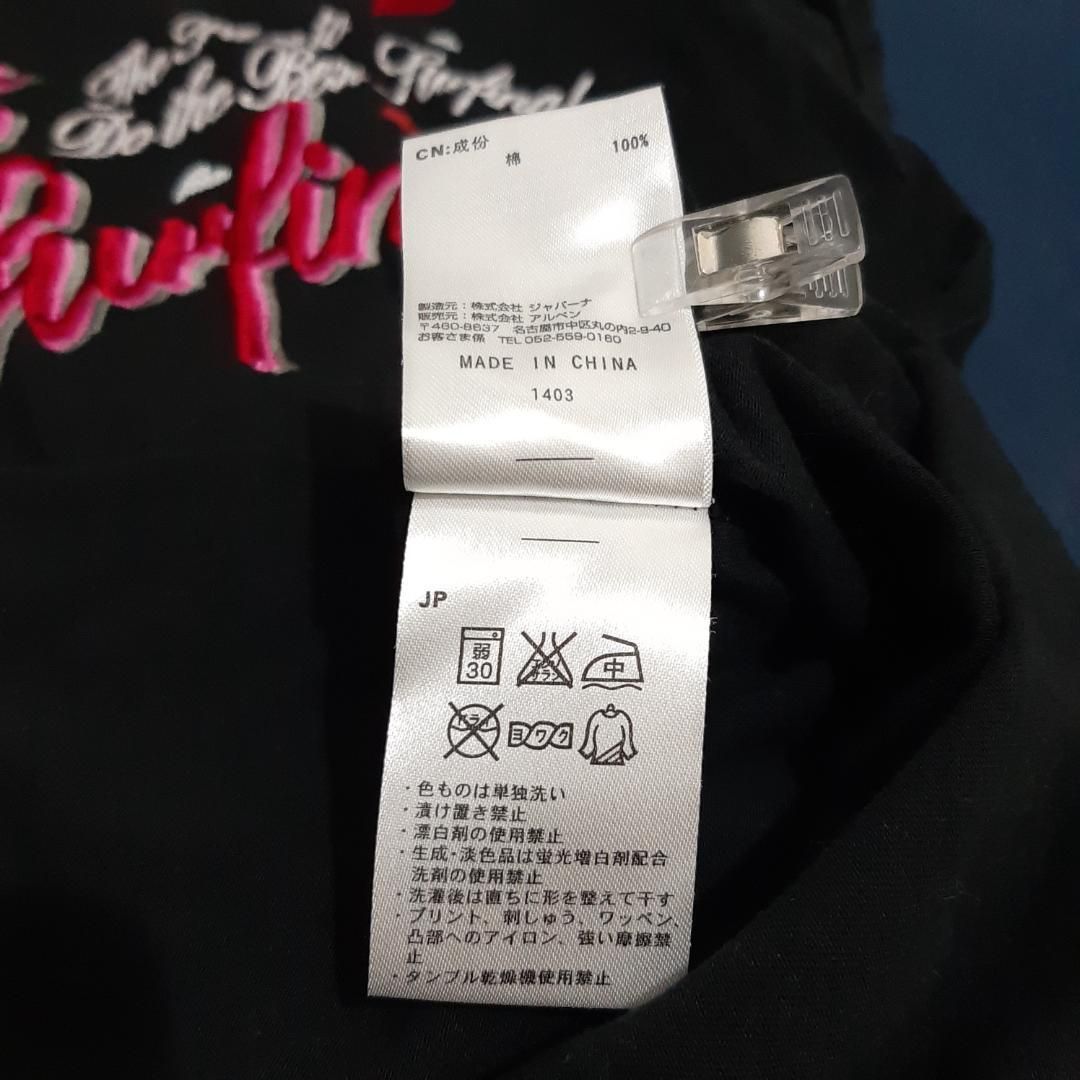 Do the Best
CN:成份
棉 100%
製造元：株式会社 ジャパーナ
販売元：株式会社 アルペン
〒460-8637 名古屋市中区丸の内2-9-40
お客さま係 TEL052-559-0160
MADE IN CHINA
1403
JP
弱 中
30
ドライ ヨワク
・色ものは単独洗い
・漬け置き禁止
・漂白剤の使用禁止
・生成・淡色品は蛍光増白剤配合
洗剤の使用禁止
・洗濯後は直ちに形を整えて干す
・プリント、刺しゅう、ワッペン、
凸部へのアイロン、強い摩擦禁
止
・タンブル乾燥機使用禁止